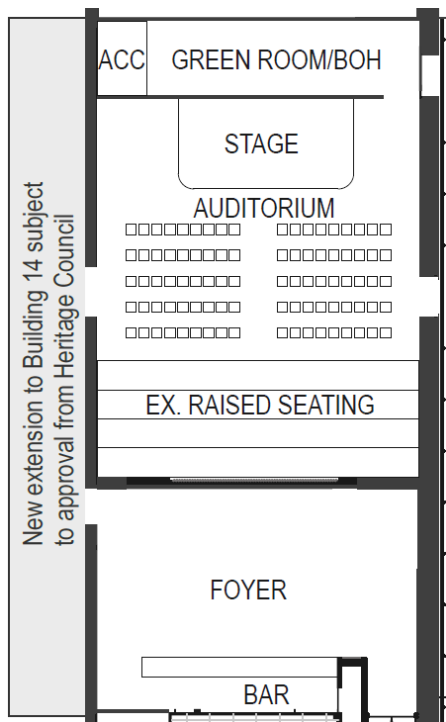 ACC
GREEN ROOM/BOH
STAGE
AUDITORIUM
EX. RAISED SEATING
New extension to Building 14 subject
to approval from Heritage Council
FOYER
BAR